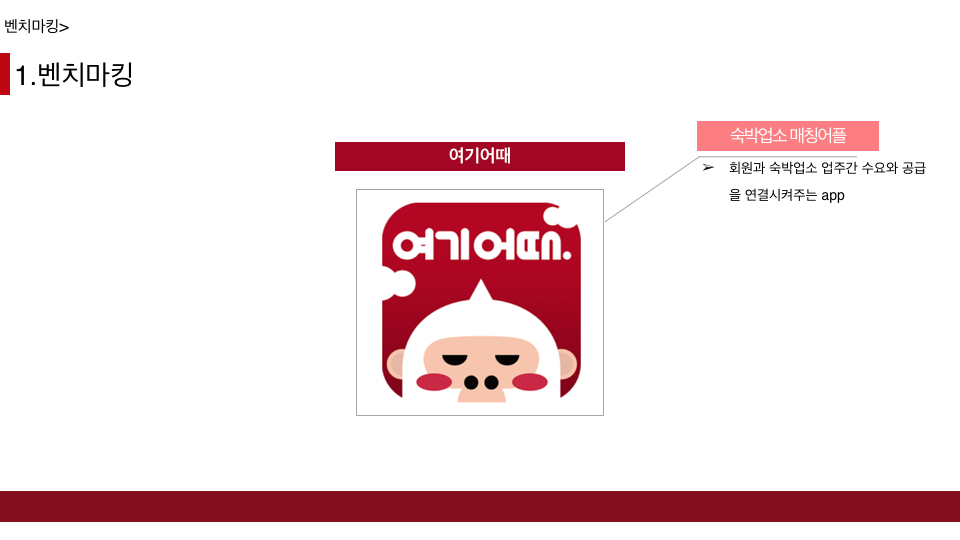 벤치마킹>
1.벤치마킹
여기어때
여기어때.
숙박업소 매칭어플
➢ 회원과 숙박업소 업주간 수요와 공급
을 연결시켜주는 app